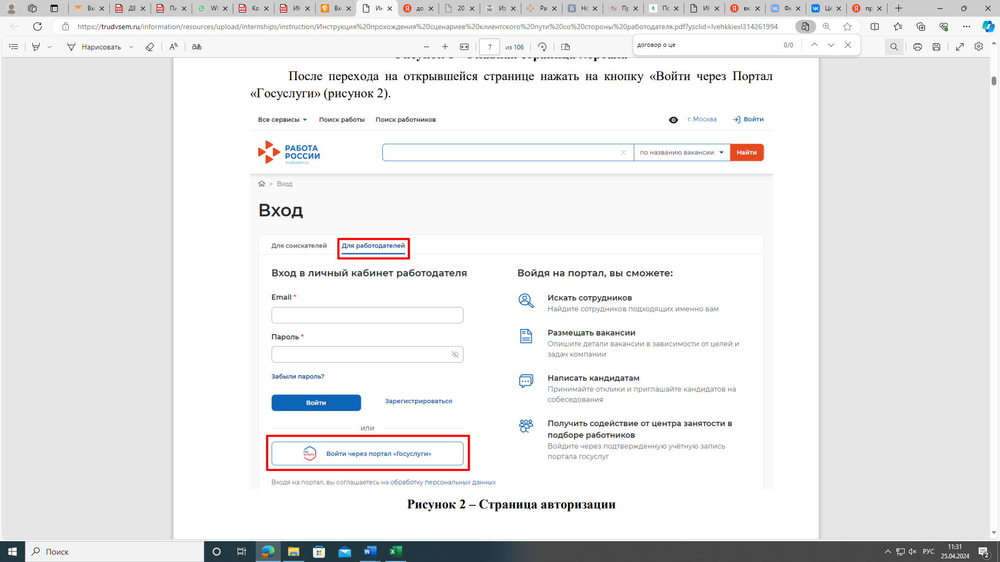 Вх
ДВ
Пи
Wl
Ко
ИН
Вх
Ин
до
20
Из
Ра
Но
Пр
По
ИН
вк
Фе
Це
пр
https://trudvsem.ru/information/resources/upload/internships/instruction/Инструкция%20прохождения%20сценариев%20клиентского%20пути%20со%20стороны%20работодателя.pdf?ysclid=lvehkkiexl314261994
Нарисовать
7
из 106
договор о це
0/0
После перехода на открывшейся странице нажать на кнопку «Войти через Портал
«Госуслуги» (рисунок 2).
Все сервисы
Поиск работы
Поиск работников
г. Москва
Войти
РАБОТА
РОССИИ
trudvsem.ru
по названию вакансии
Найти
> Вход
Вход
Для соискателей
Для работодателей
Вход в личный кабинет работодателя
Email *
Пароль *
Забыли пароль?
Войти
Зарегистрироваться
или
гос
услуги
Войти через портал «Госуслуги»
Входя на портал, вы соглашаетесь на обработку персональных данных
Войдя на портал, вы сможете:
Искать сотрудников
Найдите сотрудников подходящих именно вам
Размещать вакансии
Опишите детали вакансии в зависимости от целей и
задач компании
Написать кандидатам
Принимайте отклики и приглашайте кандидатов на
собеседования
Получить содействие от центра занятости в
подборе работников
Войдите через подтвержденную учётную запись
портала госуслуг
Рисунок 2 – Страница авторизации
Поиск
РУС
11:31
25.04.2024
2